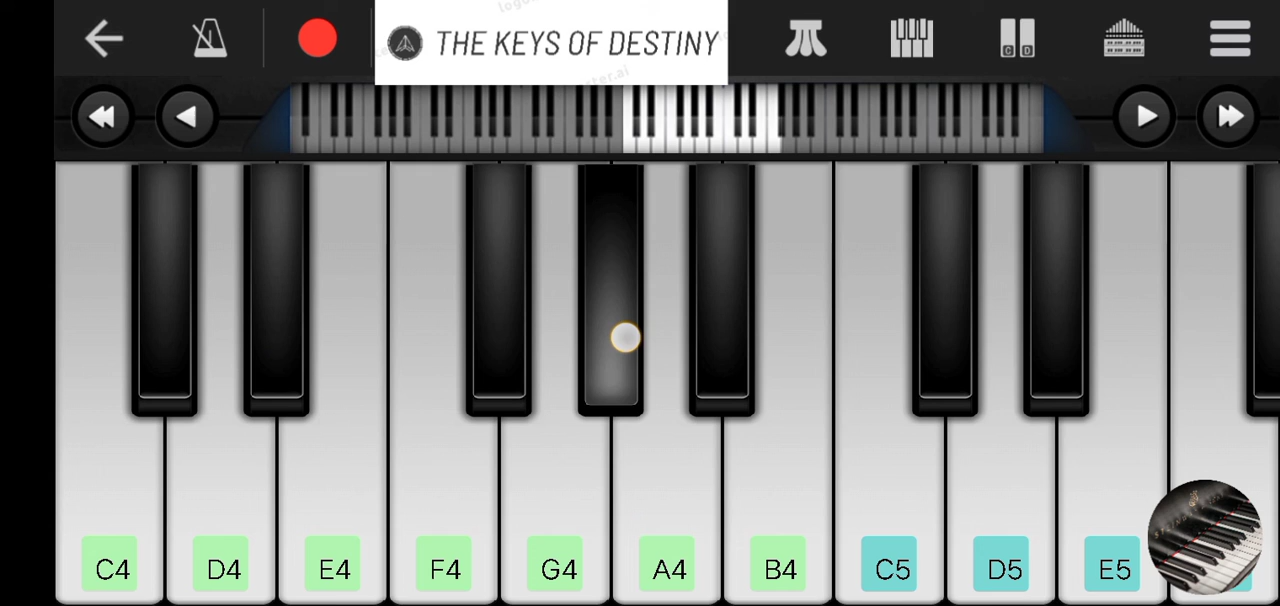 THE KEYS OF DESTINY
C D
C4 D4 E4 F4 G4 A4 B4 C5 D5 E5